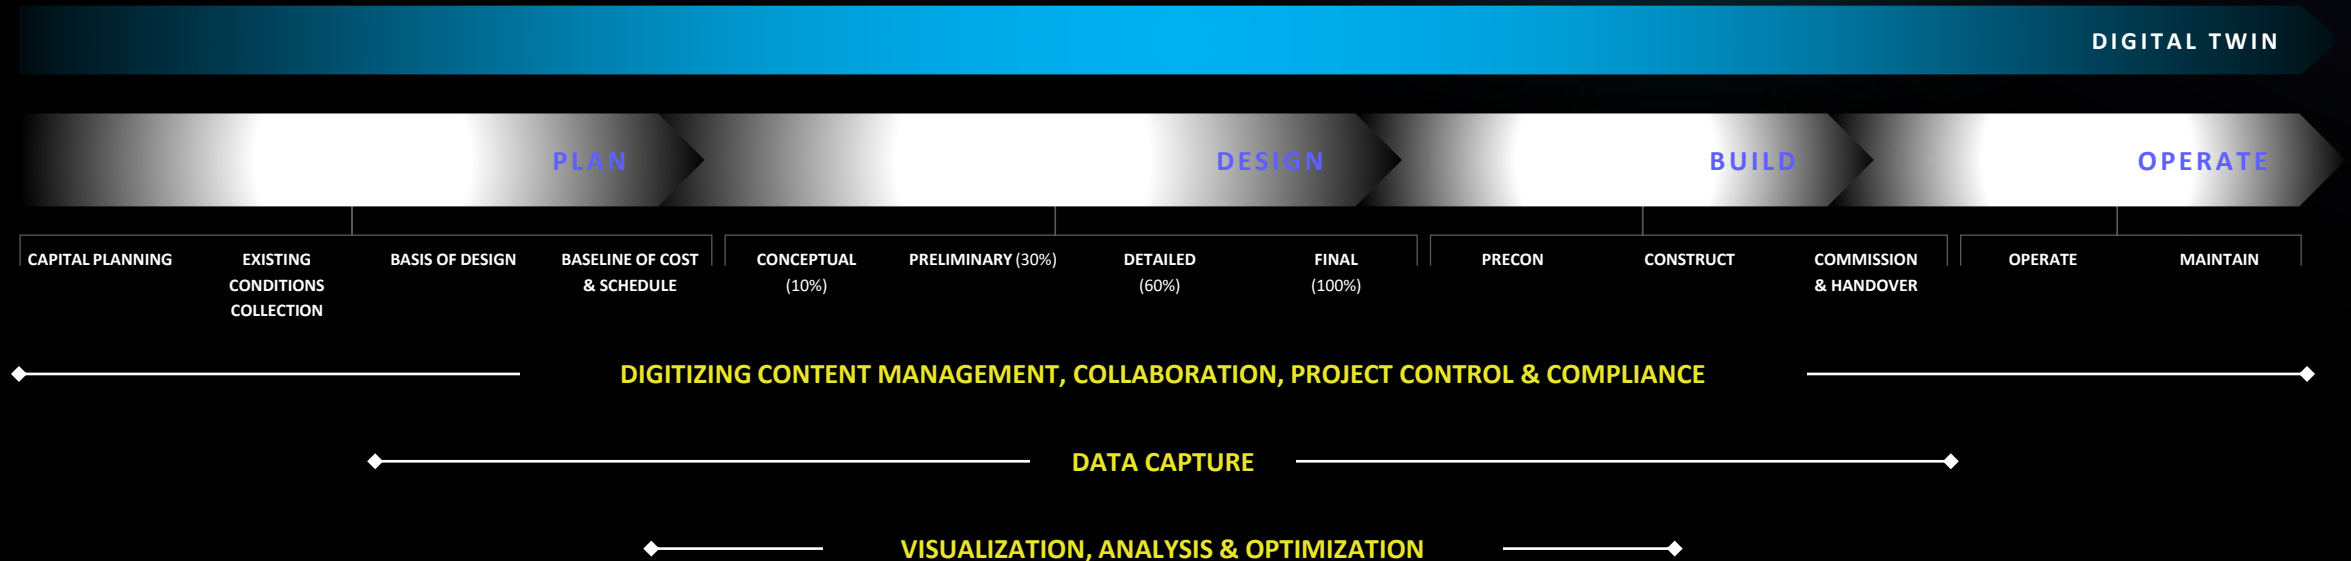 DIGITAL TWIN
PLAN
DESIGN
BUILD
OPERATE
CAPITAL PLANNING
EXISTING
CONDITIONS
COLLECTION
BASIS OF DESIGN
BASELINE OF COST
& SCHEDULE
CONCEPTUAL
(10%)
PRELIMINARY (30%)
DETAILED
(60%)
FINAL
(100%)
PRECON
CONSTRUCT
COMMISSION
& HANDOVER
OPERATE
MAINTAIN
DIGITIZING CONTENT MANAGEMENT, COLLABORATION, PROJECT CONTROL & COMPLIANCE
DATA CAPTURE
VISUALIZATION, ANALYSIS & OPTIMIZATION